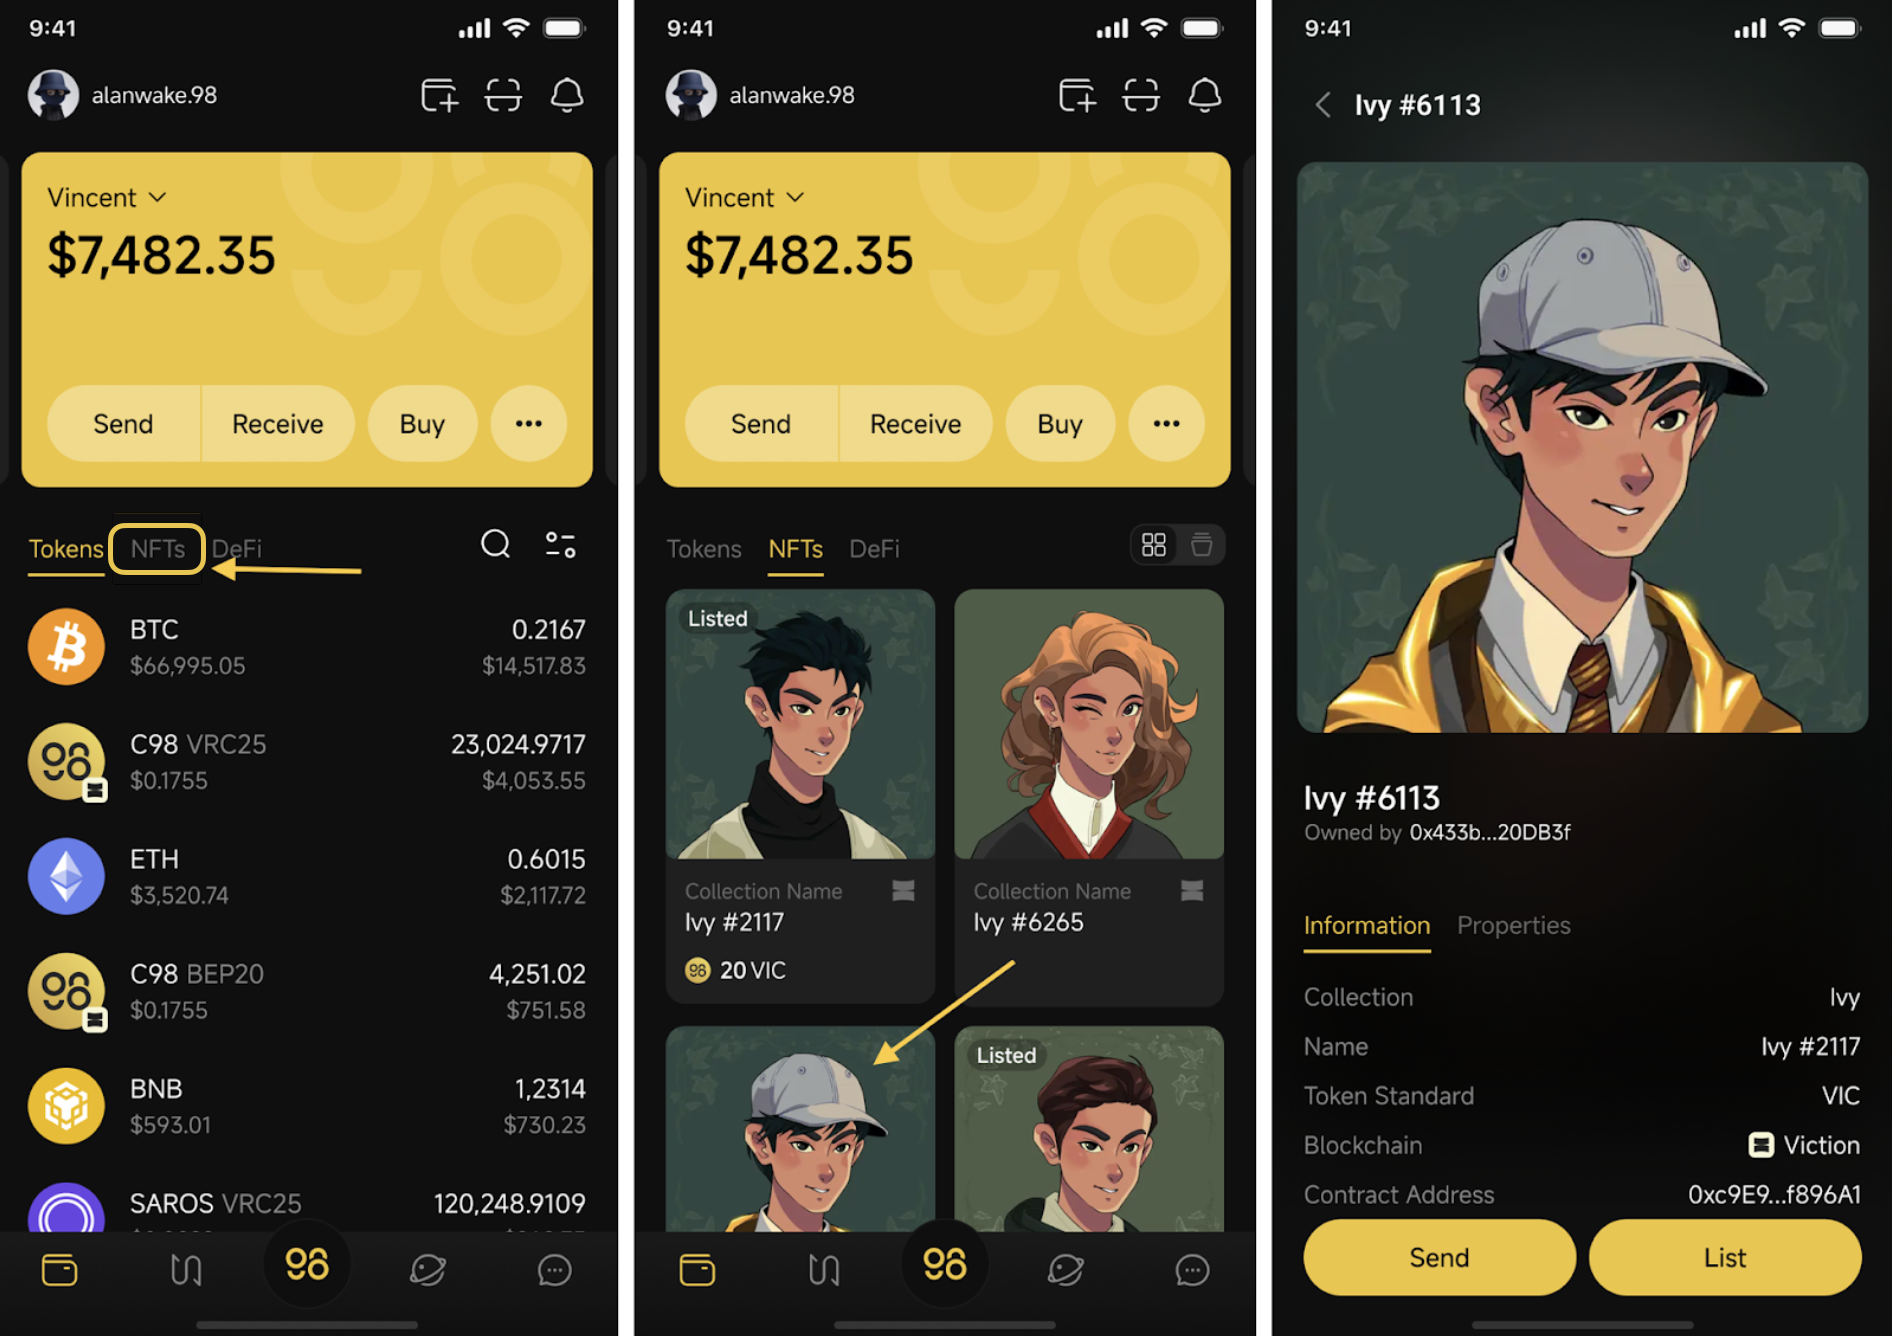 9:41
alanwake.98
Vincent
$7,482.35
Send Receive Buy
Tokens NFTs DeFi
BTC 0.2167
$66,995.05 $14,517.83
C98 VRC25 23,024.9717
$0.1755 $4,053.55
ETH 0.6015
$3,520.74 $2,117.72
C98 BEP20 4,251.02
$0.1755 $751.58
BNB 1,2314
$593.01 $730.23
SAROS VRC25 120,248.9109
9:41
alanwake.98
Vincent
$7,482.35
Send Receive Buy
Tokens NFTs DeFi
Listed
Collection Name
Ivy #2117
20 VIC
Collection Name
Ivy #6265
Listed
9:41
Ivy #6113
Ivy #6113
Owned by 0x433b...20DB3f
Information Properties
Collection Ivy
Name Ivy #2117
Token Standard VIC
Blockchain Viction
Contract Address 0xc9E9...f896A1
Send List